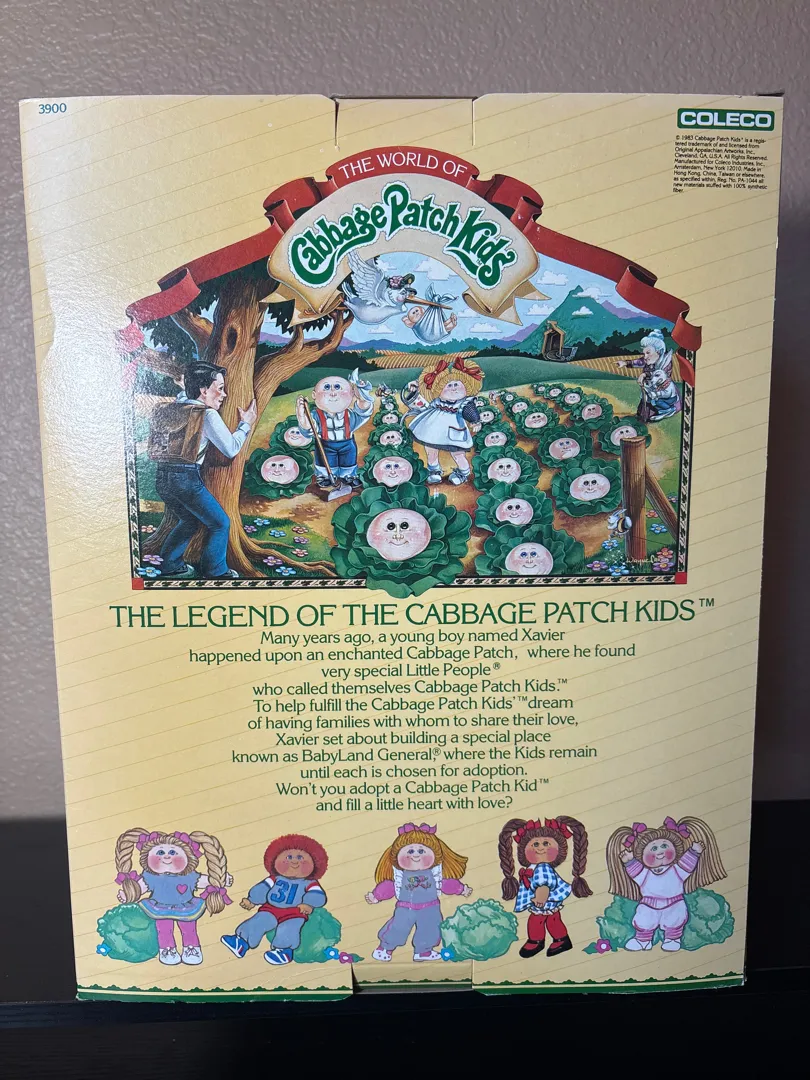 3900
COLECO
© 1983 Cabbage Patch Kids™ is a regis-
tered trademark of and licensed from
Original Appalachian Artworks, Inc.,
Cleveland, GA, U.S.A. All Rights Reserved.
Manufactured for Coleco Industries, Inc.,
Amsterdam, New York 12010. Made in
Hong Kong, China, Taiwan or elsewhere,
as specified within. Reg. No. PA-1044 all
new materials stuffed with 100% synthetic
fiber.
THE WORLD OF
Cabbage Patch Kids™
THE LEGEND OF THE CABBAGE PATCH KIDS™
Many years ago, a young boy named Xavier
happened upon an enchanted Cabbage Patch, where he found
very special Little People®
who called themselves Cabbage Patch Kids.™
To help fulfill the Cabbage Patch Kids'™ dream
of having families with whom to share their love,
Xavier set about building a special place
known as BabyLand General,® where the Kids remain
until each is chosen for adoption.
Won't you adopt a Cabbage Patch Kid™
and fill a little heart with love?
31